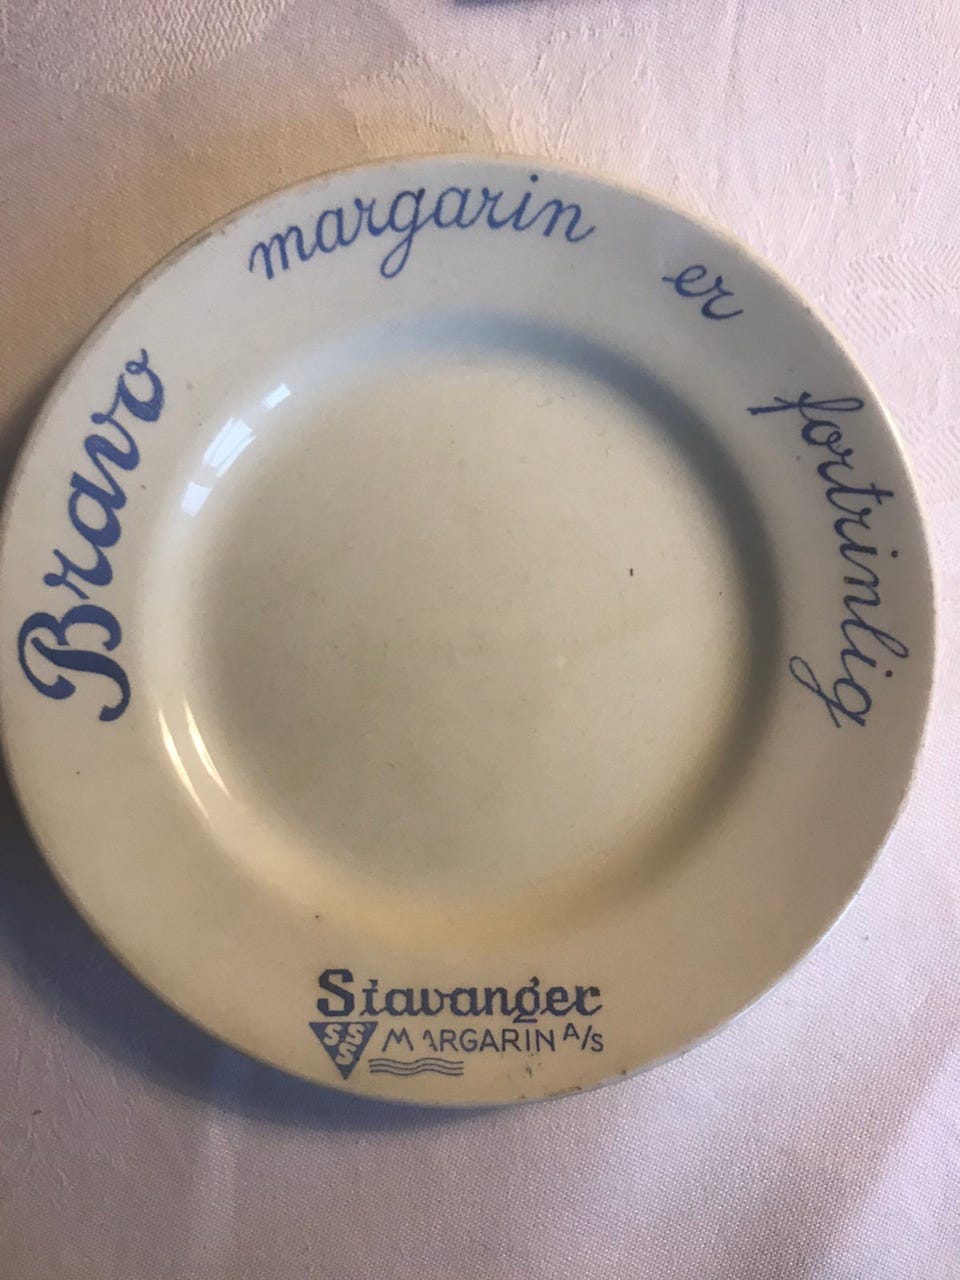 Bravo margarin er fortrinlig
Stavanger
SSS MARGARIN A/S